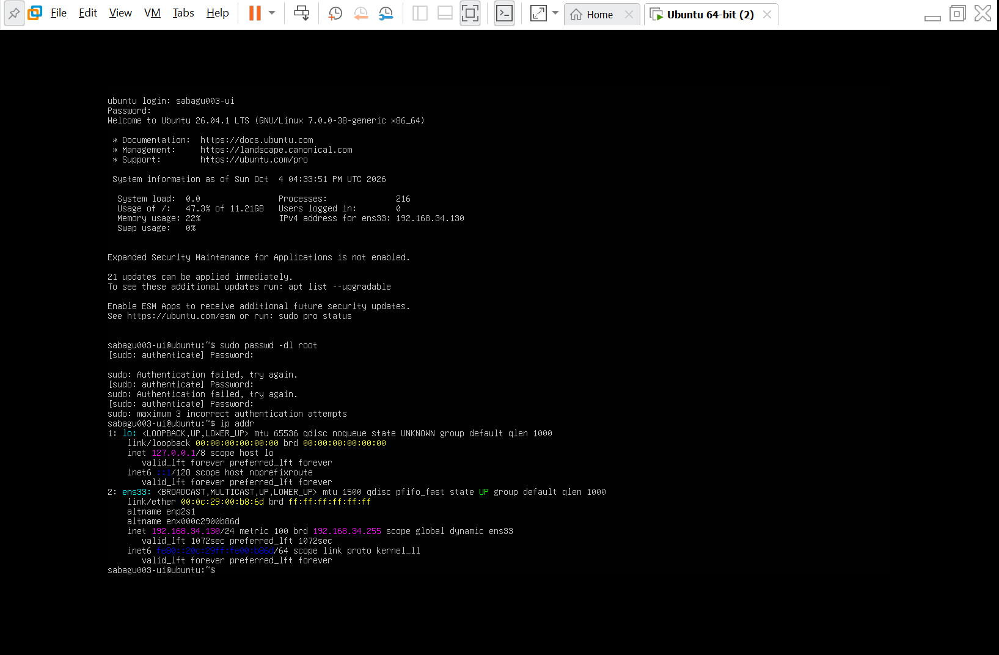 File Edit View VM Tabs Help Home Ubuntu 64-bit (2)
ubuntu login: sabagu003-ui
Password:
Welcome to Ubuntu 26.04.1 LTS (GNU/Linux 7.0.0-38-generic x86_64)
* Documentation: https://docs.ubuntu.com
* Management: https://landscape.canonical.com
* Support: https://ubuntu.com/pro
System information as of Sun Oct 4 04:33:51 PM UTC 2026
System load: 0.0 Processes: 216
Usage of /: 47.3% of 11.21GB Users logged in: 0
Memory usage: 22% IPv4 address for ens33: 192.168.34.130
Swap usage: 0%
Expanded Security Maintenance for Applications is not enabled.
21 updates can be applied immediately.
To see these additional updates run: apt list --upgradable
Enable ESM Apps to receive additional future security updates.
See https://ubuntu.com/esm or run: sudo pro status
sabagu003-ui@ubuntu:~$ sudo passwd -dl root
[sudo: authenticate] Password:
sudo: Authentication failed, try again.
[sudo: authenticate] Password:
sudo: Authentication failed, try again.
[sudo: authenticate] Password:
sudo: maximum 3 incorrect authentication attempts
sabagu003-ui@ubuntu:~$ ip addr
1: lo: <LOOPBACK,UP,LOWER_UP> mtu 65536 qdisc noqueue state UNKNOWN group default qlen 1000
link/loopback 00:00:00:00:00:00 brd 00:00:00:00:00:00
inet 127.0.0.1/8 scope host lo
valid_lft forever preferred_lft forever
inet6 ::1/128 scope host noprefixroute
valid_lft forever preferred_lft forever
2: ens33: <BROADCAST,MULTICAST,UP,LOWER_UP> mtu 1500 qdisc pfifo_fast state UP group default qlen 1000
link/ether 00:0c:29:00:b8:6d brd ff:ff:ff:ff:ff:ff
altname enp2s1
altname enx000c2900b86d
inet 192.168.34.130/24 metric 100 brd 192.168.34.255 scope global dynamic ens33
valid_lft 1072sec preferred_lft 1072sec
inet6 fe80::20c:29ff:fe00:b86d/64 scope link proto kernel_ll
valid_lft forever preferred_lft forever
sabagu003-ui@ubuntu:~$